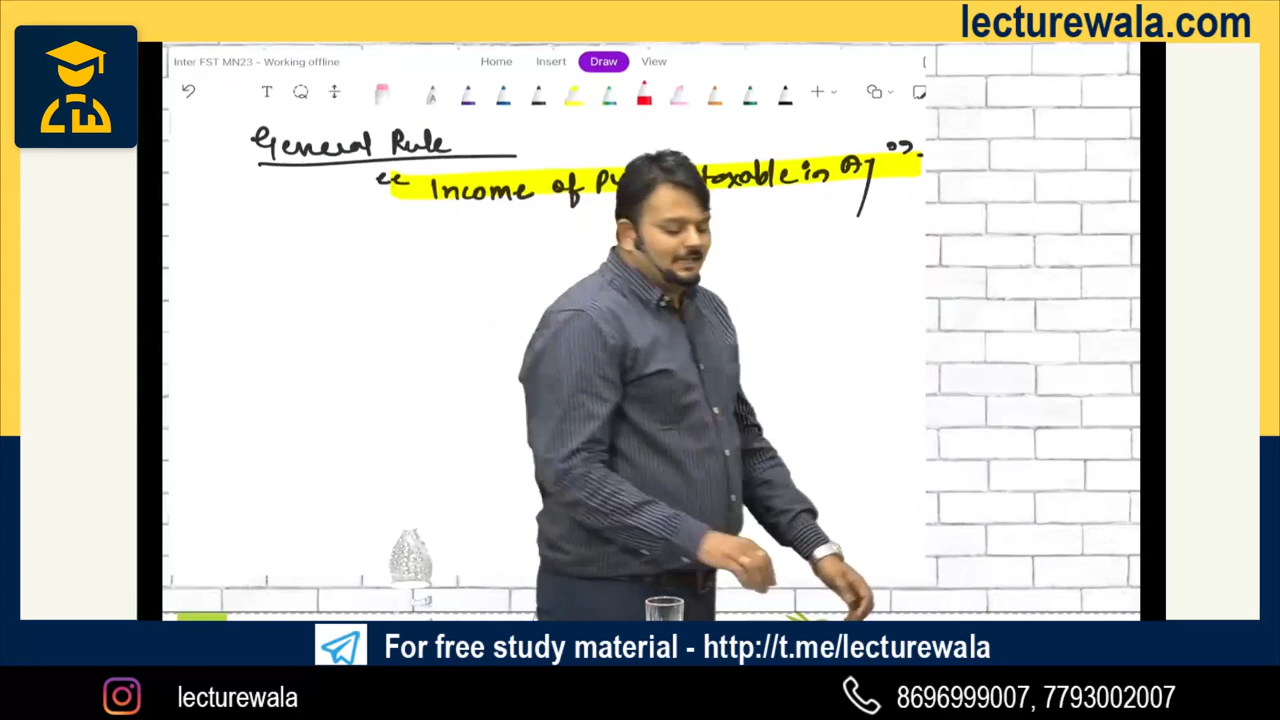 lecturewala.com
Inter FST MN23 - Working offline
Home Insert Draw View
General Rule
" Income of PY taxable in AY "
For free study material - http://t.me/lecturewala
lecturewala
8696999007, 7793002007